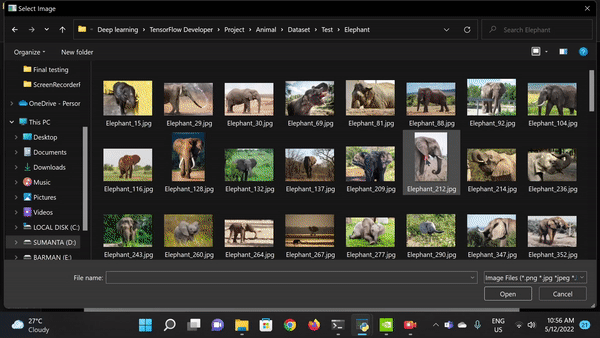 Select Image
Deep learning > TensorFlow Developer > Project > Animal > Dataset > Test > Elephant
Search Elephant
Organize
New folder
Final testing
ScreenRecorderF
OneDrive - Person
This PC
Desktop
Documents
Downloads
Music
Pictures
Videos
LOCAL DISK (C:)
SUMANTA (D:)
BARMAN (E:)
Elephant_15.jpg Elephant_29.jpg Elephant_30.jpg Elephant_69.jpg Elephant_81.jpg Elephant_88.jpg Elephant_92.jpg Elephant_104.jpg
Elephant_116.jpg Elephant_128.jpg Elephant_132.jpg Elephant_137.jpg Elephant_209.jpg Elephant_212.jpg Elephant_214.jpg Elephant_236.jpg
Elephant_243.jpg Elephant_260.jpg Elephant_264.jpg Elephant_267.jpg Elephant_277.jpg Elephant_290.jpg Elephant_347.jpg Elephant_352.jpg
File name:
Image Files (*.png *.jpg *jpeg *.
Open
Cancel
27°C
Cloudy
ENG
US
10:56 AM
5/12/2022
21